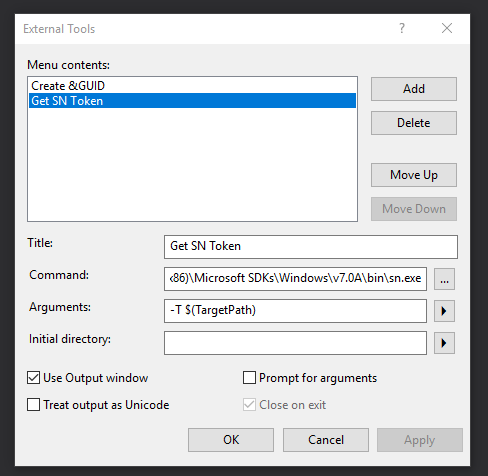 External Tools
?
Menu contents:
Create &GUID
Get SN Token
Add
Delete
Move Up
Move Down
Title:
Get SN Token
Command:
x86)\Microsoft SDKs\Windows\v7.0A\bin\sn.exe
...
Arguments:
-T $(TargetPath)
Initial directory:
Use Output window
Prompt for arguments
Treat output as Unicode
Close on exit
OK
Cancel
Apply